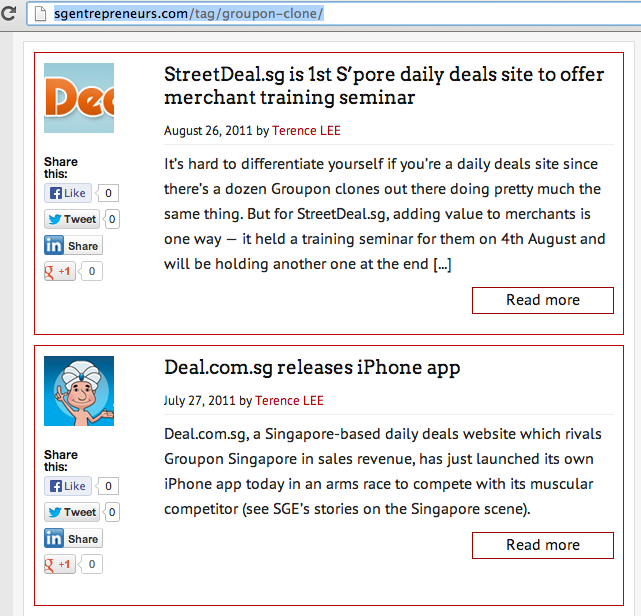 sgentrepreneurs.com/tag/groupon-clone/
Dea
StreetDeal.sg is 1st S’pore daily deals site to offer
merchant training seminar
August 26, 2011 by Terence LEE
Share
this:
Like 0
Tweet 0
in Share
g +1 0
It’s hard to differentiate yourself if you’re a daily deals site since
there’s a dozen Groupon clones out there doing pretty much the
same thing. But for StreetDeal.sg, adding value to merchants is
one way — it held a training seminar for them on 4th August and
will be holding another one at the end [...]
Read more
Deal.com.sg releases iPhone app
July 27, 2011 by Terence LEE
Share
this:
Like 0
Tweet 0
in Share
g +1 0
Deal.com.sg, a Singapore-based daily deals website which rivals
Groupon Singapore in sales revenue, has just launched its own
iPhone app today in an arms race to compete with its muscular
competitor (see SGE’s stories on the Singapore scene).
Read more